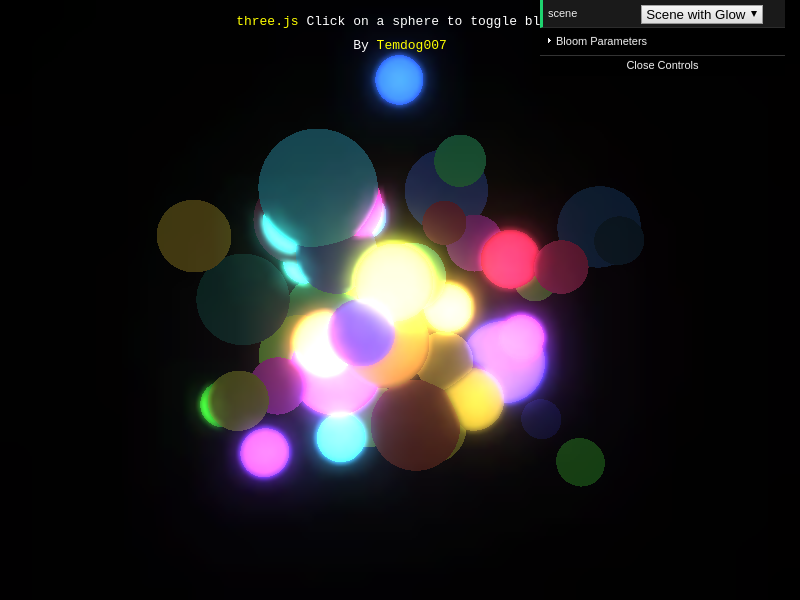 three.js Click on a sphere to toggle bl
By Temdog007
scene Scene with Glow
Bloom Parameters
Close Controls